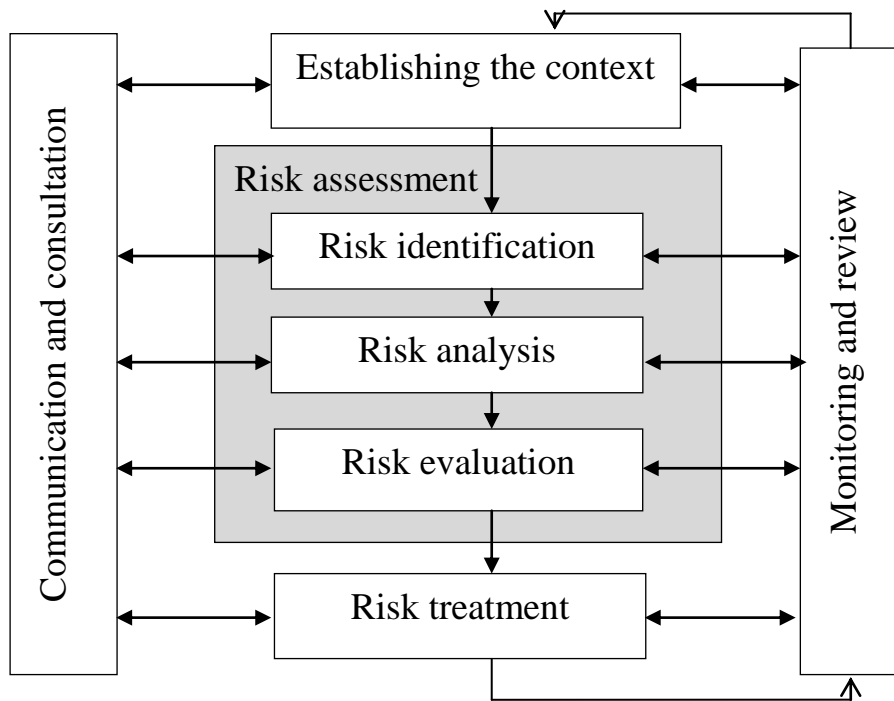 Establishing the context
Communication and consultation
Risk assessment
Risk identification
Risk analysis
Risk evaluation
Risk treatment
Monitoring and review